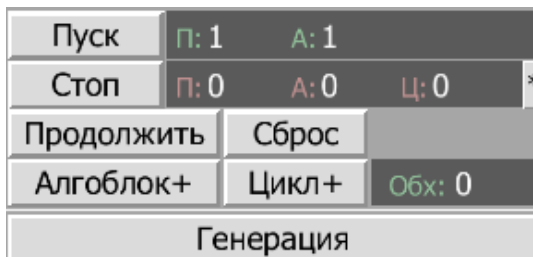 Пуск П: 1 А: 1
Стоп П: 0 А: 0 Ц: 0 *
Продолжить Сброс
Алгоблок+ Цикл+ Обх: 0
Генерация